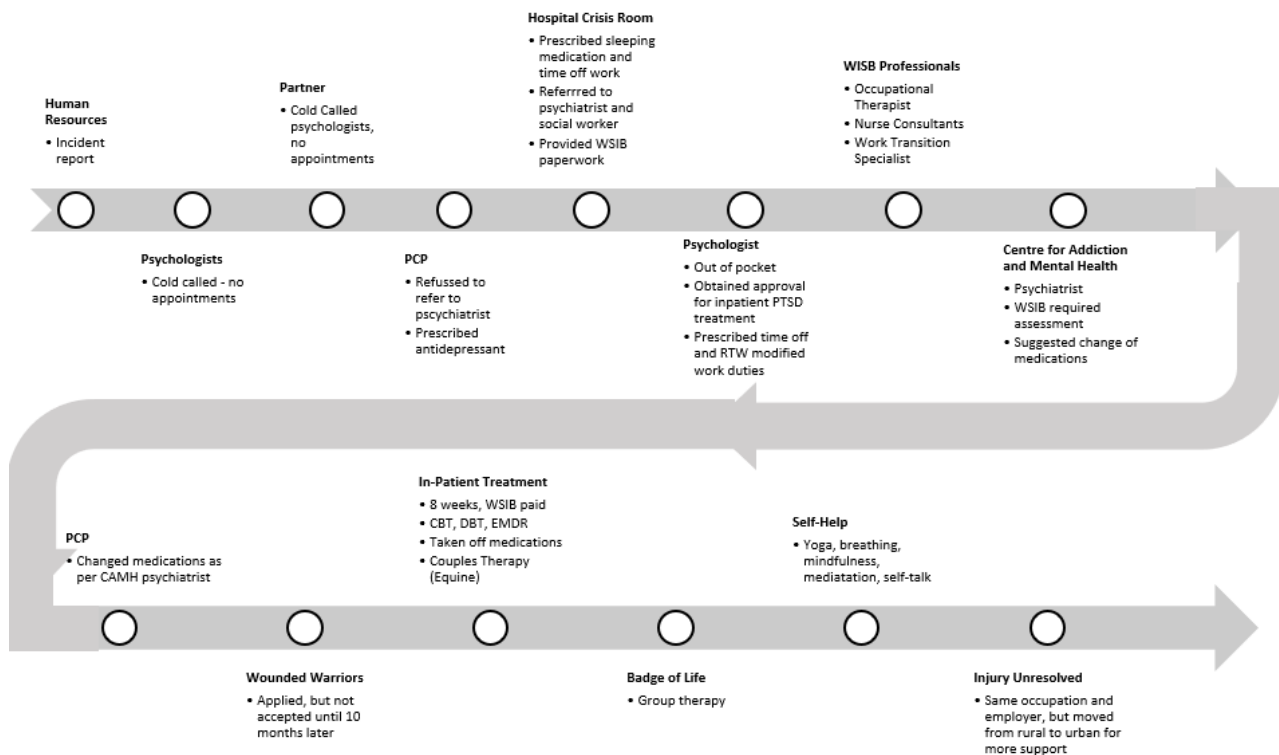 Human
Resources
• Incident
report
Psychologists
• Cold called - no
appointments
Partner
• Cold Called
psychologists,
no
appointments
PCP
• Refussed to
refer to
pscychiatrist
• Prescribed
antidepressant
Hospital Crisis Room
• Prescribed sleeping
medication and
time off work
• Referrred to
psychiatrist and
social worker
• Provided WSIB
paperwork
Psychologist
• Out of pocket
• Obtained approval
for inpatient PTSD
treatment
• Prescribed time off
and RTW modified
work duties
WISB Professionals
• Occupational
Therapist
• Nurse Consultants
• Work Transition
Specialist
Centre for Addiction
and Mental Health
• Psychiatrist
• WSIB required
assessment
• Suggested change of
medications
PCP
• Changed medications as
per CAMH psychiatrist
Wounded Warriors
• Applied, but not
accepted until 10
months later
In-Patient Treatment
• 8 weeks, WSIB paid
• CBT, DBT, EMDR
• Taken off medications
• Couples Therapy
(Equine)
Badge of Life
• Group therapy
Self-Help
• Yoga, breathing,
mindfulness,
mediatation, self-talk
Injury Unresolved
• Same occupation and
employer, but moved
from rural to urban for
more support